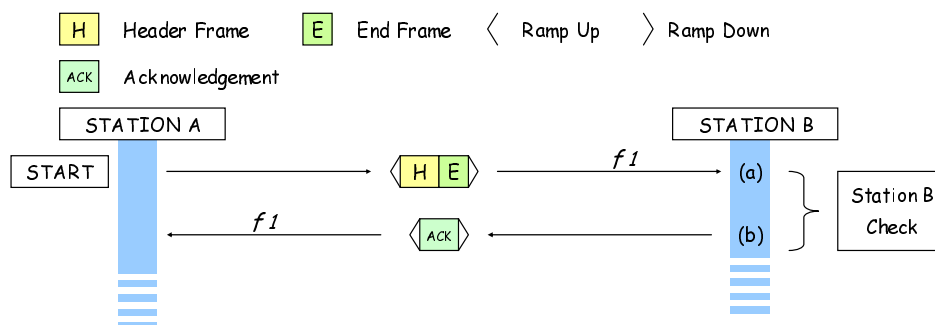 H Header Frame E End Frame Ramp Up Ramp Down
ACK Acknowledgement
STATION A STATION B
START H E f1 (a)
Station B
Check
f1 ACK (b)